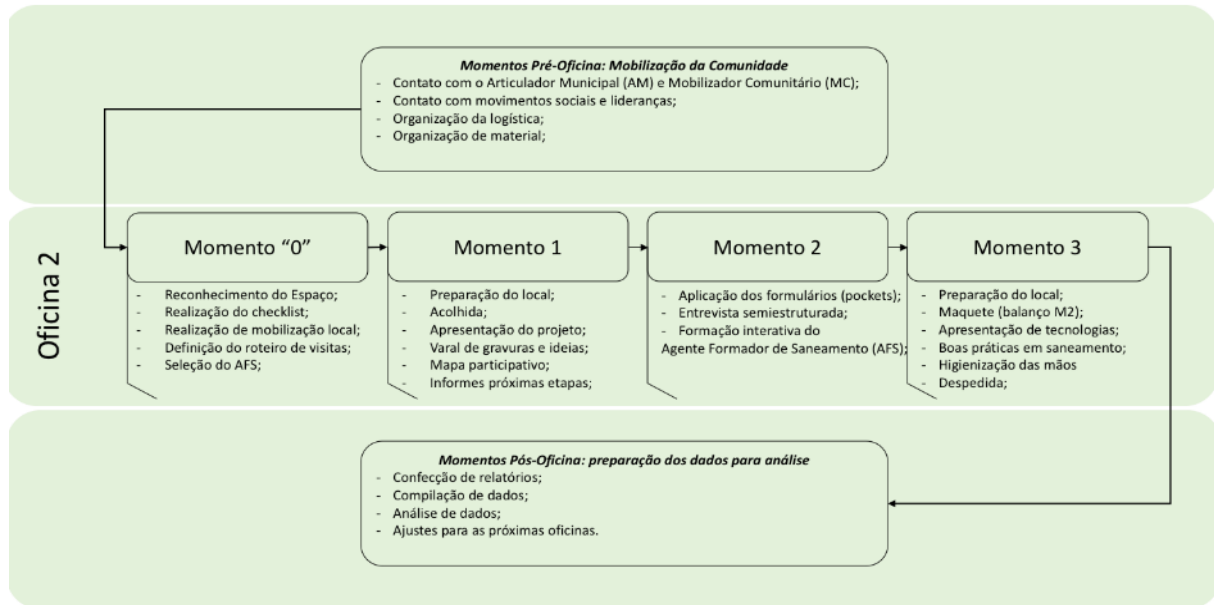 Momentos Pré-Oficina: Mobilização da Comunidade
- Contato com o Articulador Municipal (AM) e Mobilizador Comunitário (MC);
- Contato com movimentos sociais e lideranças;
- Organização da logística;
- Organização de material;
Oficina 2
Momento “0”
- Reconhecimento do Espaço;
- Realização do checklist;
- Realização de mobilização local;
- Definição do roteiro de visitas;
- Seleção do AFS;
Momento 1
- Preparação do local;
- Acolhida;
- Apresentação do projeto;
- Varal de gravuras e ideias;
- Mapa participativo;
- Informes próximas etapas;
Momento 2
- Aplicação dos formulários (pockets);
- Entrevista semiestruturada;
- Formação interativa do
Agente Formador de Saneamento (AFS);
Momento 3
- Preparação do local;
- Maquete (balanço M2);
- Apresentação de tecnologias;
- Boas práticas em saneamento;
- Higienização das mãos
- Despedida;
Momentos Pós-Oficina: preparação dos dados para análise
- Confecção de relatórios;
- Compilação de dados;
- Análise de dados;
- Ajustes para as próximas oficinas.